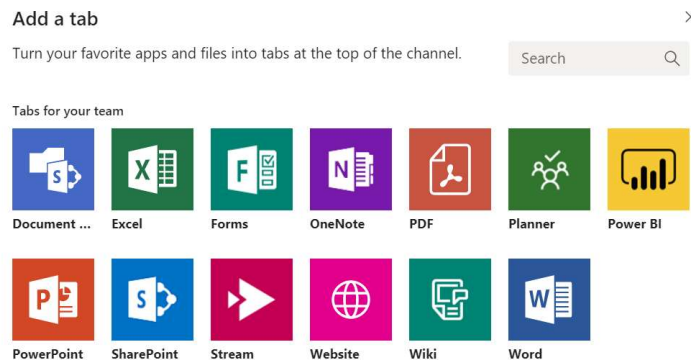 Add a tab
Turn your favorite apps and files into tabs at the top of the channel.
Search
Tabs for your team
Document ... Excel Forms OneNote PDF Planner Power BI
PowerPoint SharePoint Stream Website Wiki Word